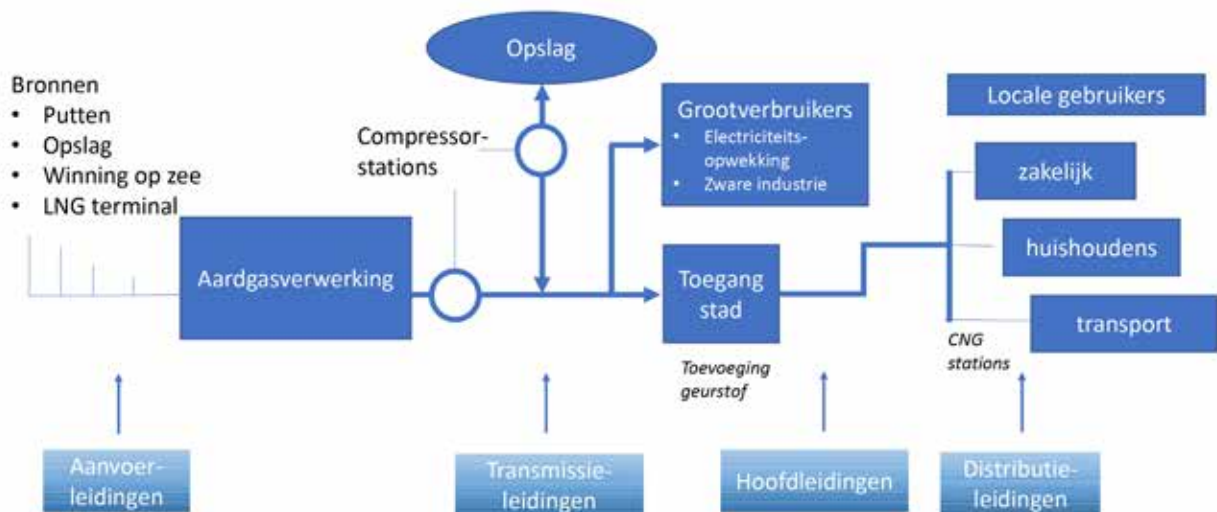 Opslag
Bronnen
• Putten
• Opslag
• Winning op zee
• LNG terminal
Compressor-
stations
Grootverbruikers
• Electriciteits-
opwekking
• Zware industrie
Locale gebruikers
zakelijk
huishoudens
transport
Aardgasverwerking
Toegang
stad
Toevoeging
geurstof
CNG
stations
Aanvoer-
leidingen
Transmissie-
leidingen
Hoofdleidingen
Distributie-
leidingen